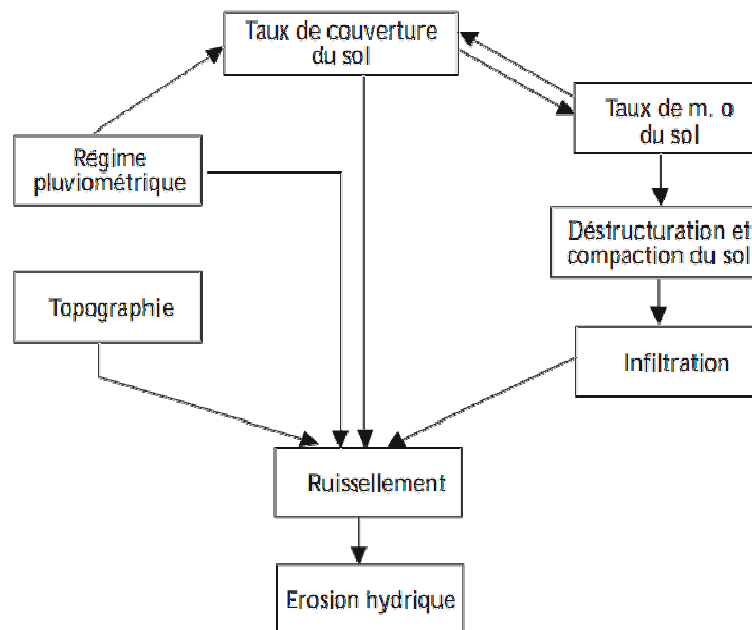 Taux de couverture
du sol
Taux de m. o
du sol
Régime
pluviométrique
Déstructuration et
compaction du sol
Topographie
Infiltration
Ruissellement
Erosion hydrique